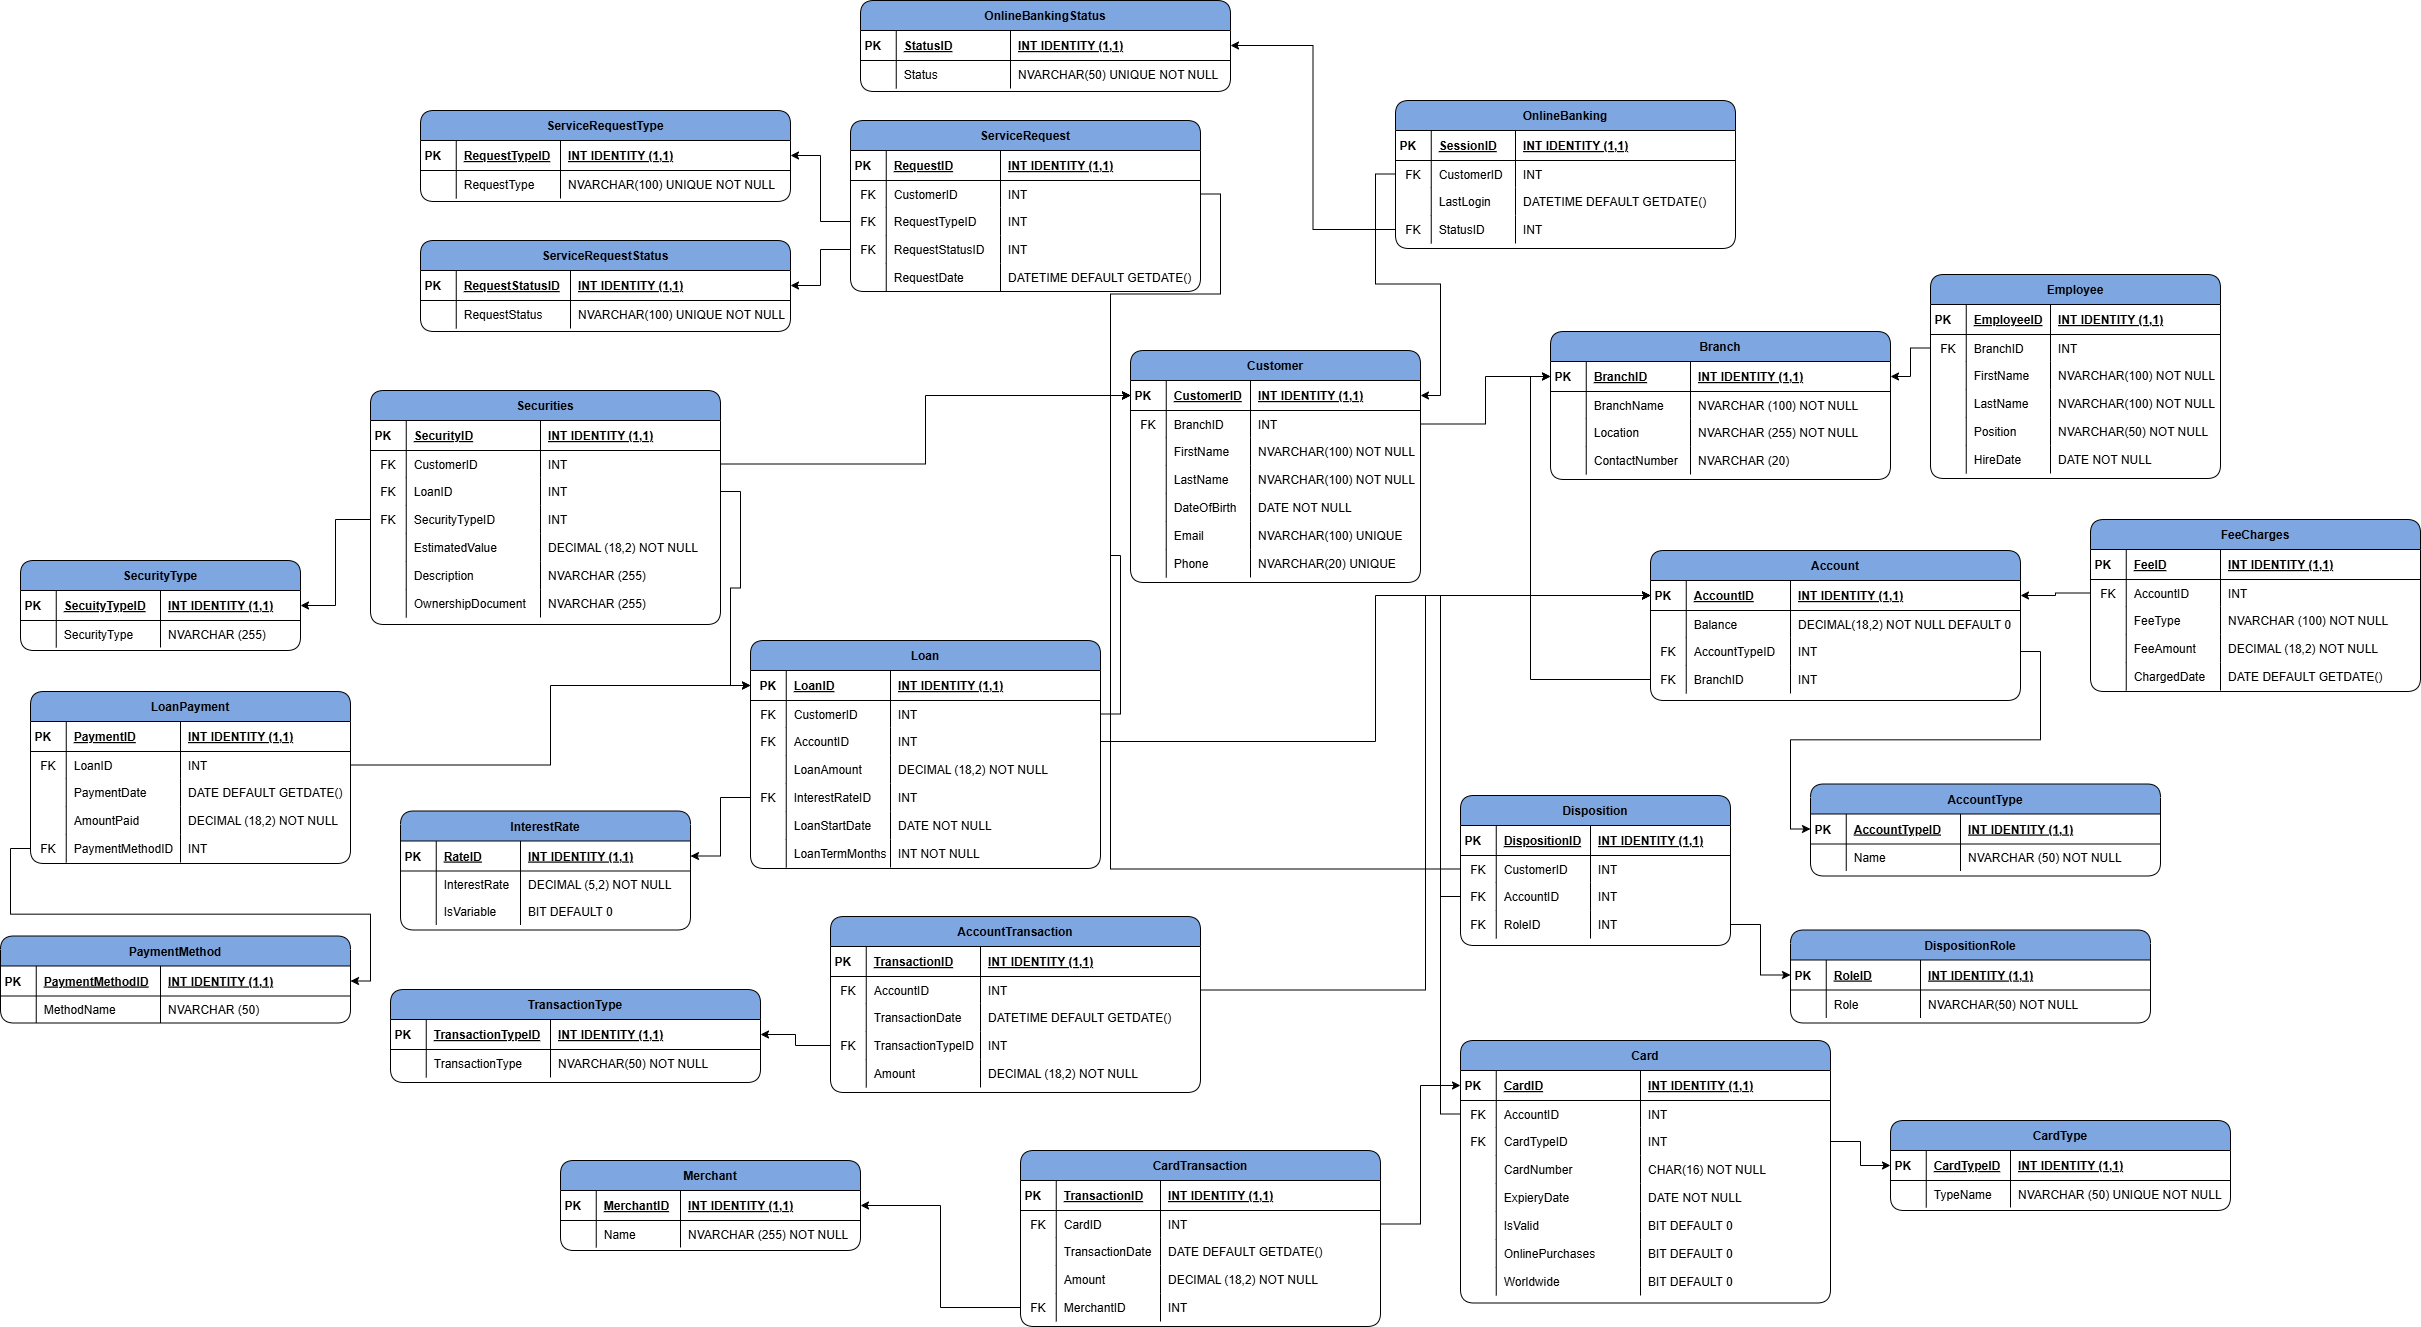 OnlineBankingStatus
PK StatusID INT IDENTITY (1,1)
Status NVARCHAR(50) UNIQUE NOT NULL
OnlineBanking
PK SessionID INT IDENTITY (1,1)
FK CustomerID INT
LastLogin DATETIME DEFAULT GETDATE()
FK StatusID INT
ServiceRequestType
PK RequestTypeID INT IDENTITY (1,1)
RequestType NVARCHAR(100) UNIQUE NOT NULL
ServiceRequest
PK RequestID INT IDENTITY (1,1)
FK CustomerID INT
FK RequestTypeID INT
FK RequestStatusID INT
RequestDate DATETIME DEFAULT GETDATE()
ServiceRequestStatus
PK RequestStatusID INT IDENTITY (1,1)
RequestStatus NVARCHAR(100) UNIQUE NOT NULL
Employee
PK EmployeeID INT IDENTITY (1,1)
FK BranchID INT
FirstName NVARCHAR(100) NOT NULL
LastName NVARCHAR(100) NOT NULL
Position NVARCHAR(50) NOT NULL
HireDate DATE NOT NULL
Branch
PK BranchID INT IDENTITY (1,1)
BranchName NVARCHAR (100) NOT NULL
Location NVARCHAR (255) NOT NULL
ContactNumber NVARCHAR (20)
Customer
PK CustomerID INT IDENTITY (1,1)
FK BranchID INT
FirstName NVARCHAR(100) NOT NULL
LastName NVARCHAR(100) NOT NULL
DateOfBirth DATE NOT NULL
Email NVARCHAR(100) UNIQUE
Phone NVARCHAR(20) UNIQUE
Securities
PK SecurityID INT IDENTITY (1,1)
FK CustomerID INT
FK LoanID INT
FK SecurityTypeID INT
EstimatedValue DECIMAL (18,2) NOT NULL
Description NVARCHAR (255)
OwnershipDocument NVARCHAR (255)
SecurityType
PK SecuityTypeID INT IDENTITY (1,1)
SecurityType NVARCHAR (255)
FeeCharges
PK FeeID INT IDENTITY (1,1)
FK AccountID INT
FeeType NVARCHAR (100) NOT NULL
FeeAmount DECIMAL (18,2) NOT NULL
ChargedDate DATE DEFAULT GETDATE()
Account
PK AccountID INT IDENTITY (1,1)
Balance DECIMAL(18,2) NOT NULL DEFAULT 0
FK AccountTypeID INT
FK BranchID INT
Loan
PK LoanID INT IDENTITY (1,1)
FK CustomerID INT
FK AccountID INT
LoanAmount DECIMAL (18,2) NOT NULL
FK InterestRateID INT
LoanStartDate DATE NOT NULL
LoanTermMonths INT NOT NULL
LoanPayment
PK PaymentID INT IDENTITY (1,1)
FK LoanID INT
PaymentDate DATE DEFAULT GETDATE()
AmountPaid DECIMAL (18,2) NOT NULL
FK PaymentMethodID INT
InterestRate
PK RateID INT IDENTITY (1,1)
InterestRate DECIMAL (5,2) NOT NULL
IsVariable BIT DEFAULT 0
AccountType
PK AccountTypeID INT IDENTITY (1,1)
Name NVARCHAR (50) NOT NULL
Disposition
PK DispositionID INT IDENTITY (1,1)
FK CustomerID INT
FK AccountID INT
FK RoleID INT
PaymentMethod
PK PaymentMethodID INT IDENTITY (1,1)
MethodName NVARCHAR (50)
AccountTransaction
PK TransactionID INT IDENTITY (1,1)
FK AccountID INT
TransactionDate DATETIME DEFAULT GETDATE()
FK TransactionTypeID INT
Amount DECIMAL (18,2) NOT NULL
DispositionRole
PK RoleID INT IDENTITY (1,1)
Role NVARCHAR(50) NOT NULL
TransactionType
PK TransactionTypeID INT IDENTITY (1,1)
TransactionType NVARCHAR(50) NOT NULL
Card
PK CardID INT IDENTITY (1,1)
FK AccountID INT
FK CardTypeID INT
CardNumber CHAR(16) NOT NULL
ExpieryDate DATE NOT NULL
IsValid BIT DEFAULT 0
OnlinePurchases BIT DEFAULT 0
Worldwide BIT DEFAULT 0
CardType
PK CardTypeID INT IDENTITY (1,1)
TypeName NVARCHAR (50) UNIQUE NOT NULL
Merchant
PK MerchantID INT IDENTITY (1,1)
Name NVARCHAR (255) NOT NULL
CardTransaction
PK TransactionID INT IDENTITY (1,1)
FK CardID INT
TransactionDate DATE DEFAULT GETDATE()
Amount DECIMAL (18,2) NOT NULL
FK MerchantID INT